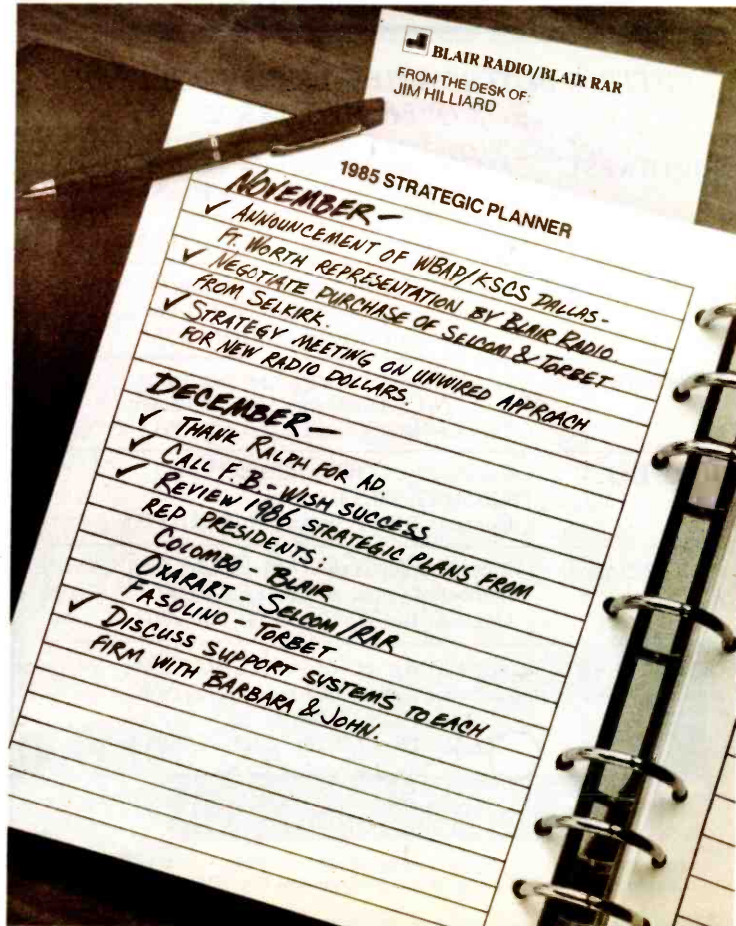 BLAIR RADIO/BLAIR RAR
FROM THE DESK OF:
JIM HILLIARD
1985 STRATEGIC PLANNER
NOVEMBER-
✓ ANNOUNCEMENT OF WBAP/KSCS DALLAS-
FT. WORTH REPRESENTATION BY BLAIR RADIO.
✓ NEGOTIATE PURCHASE OF SELCOM & TORBET
FROM SELKIRK.
✓ STRATEGY MEETING ON UNWIRED APPROACH
FOR NEW RADIO DOLLARS.
DECEMBER-
✓ THANK RALPH FOR AD.
✓ CALL F.B.-WISH SUCCESS
✓ REVIEW 1986 STRATEGIC PLANS FROM
REP PRESIDENTS:
COLOMBO - BLAIR
OXARART - SELCOM/RAR
FASOLINO - TORBET
✓ DISCUSS SUPPORT SYSTEMS TO EACH
FIRM WITH BARBARA & JOHN.